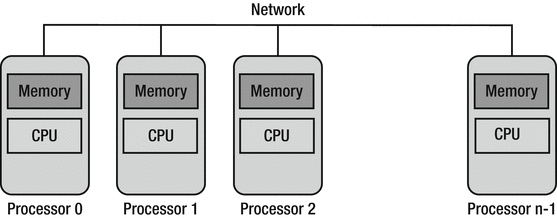 Network
Memory Memory Memory Memory
CPU CPU CPU CPU
Processor 0 Processor 1 Processor 2 Processor n-1